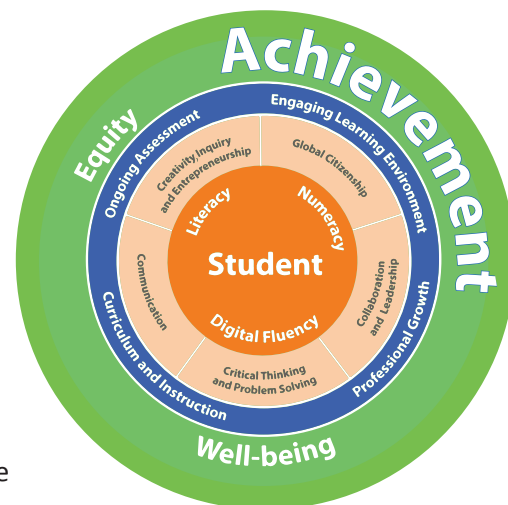 Achievement
Equity
Well-being
Ongoing Assessment
Engaging Learning Environment
Professional Growth
Curriculum and Instruction
Creativity, Inquiry
and Entrepreneurship
Global Citizenship
Collaboration
and Leadership
Critical Thinking
and Problem Solving
Communication
Literacy
Numeracy
Student
Digital Fluency
e